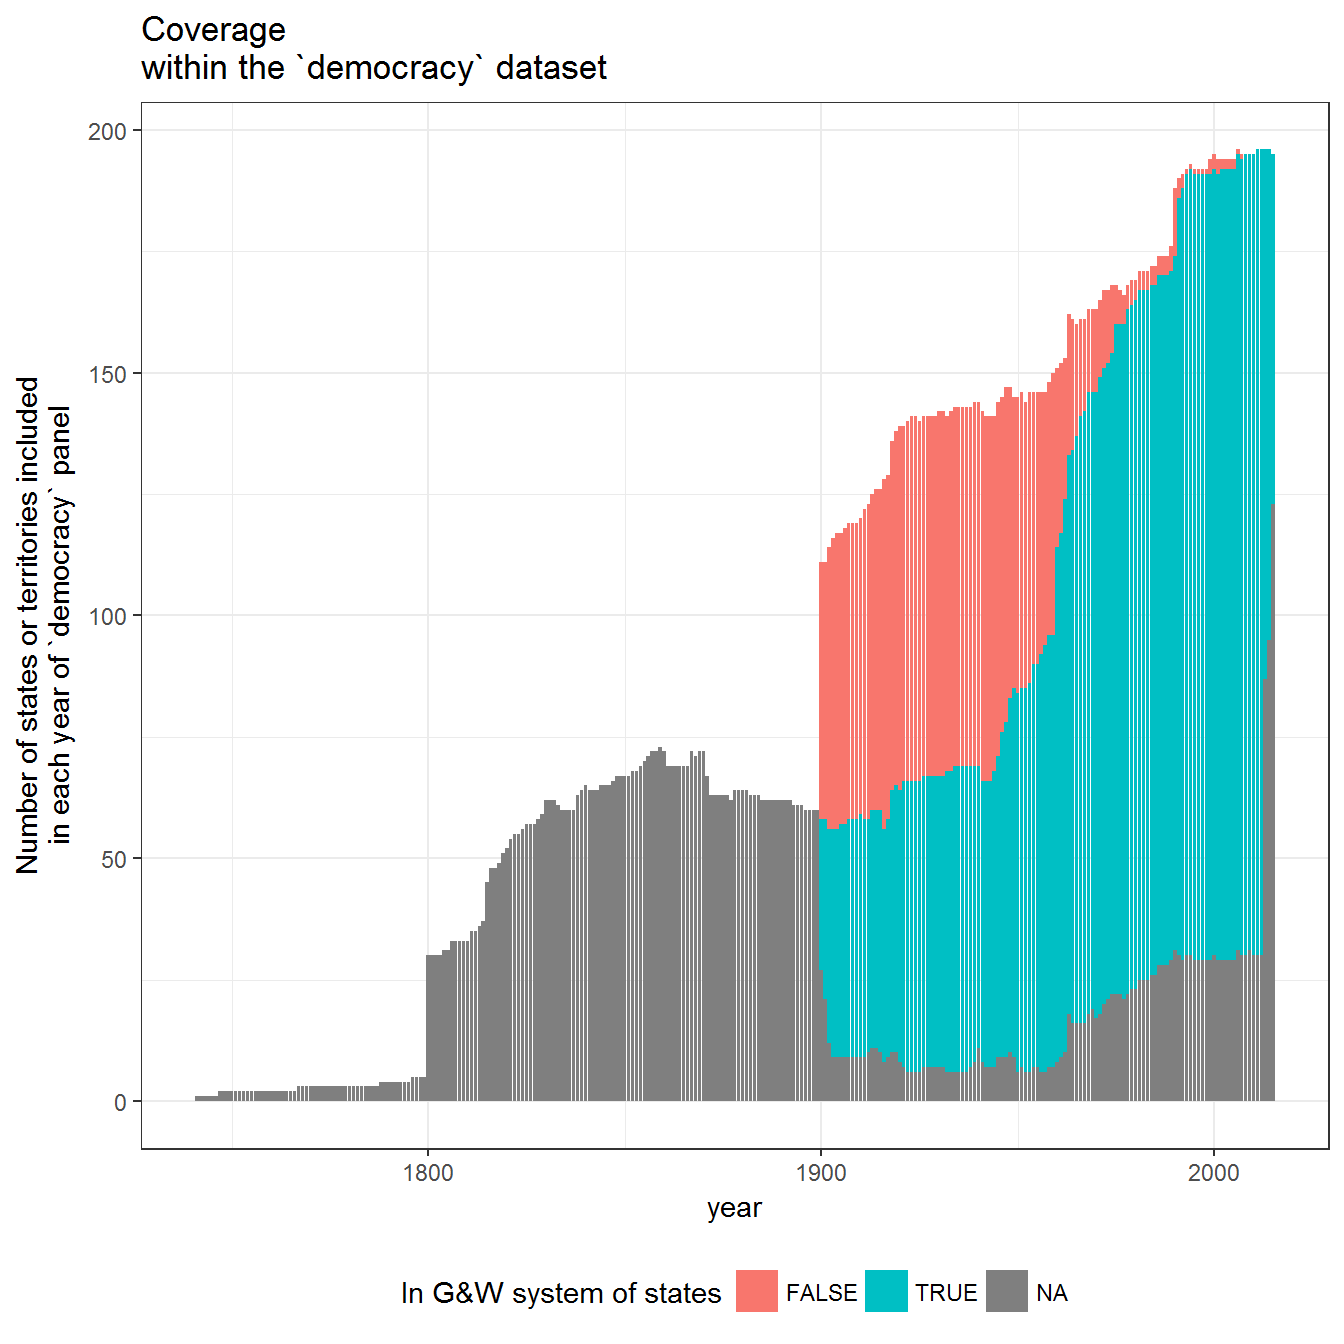 Coverage
within the `democracy` dataset
Number of states or territories included
in each year of `democracy` panel
200
150
100
50
0
1800
1900
2000
year
In G&W system of states
FALSE
TRUE
NA